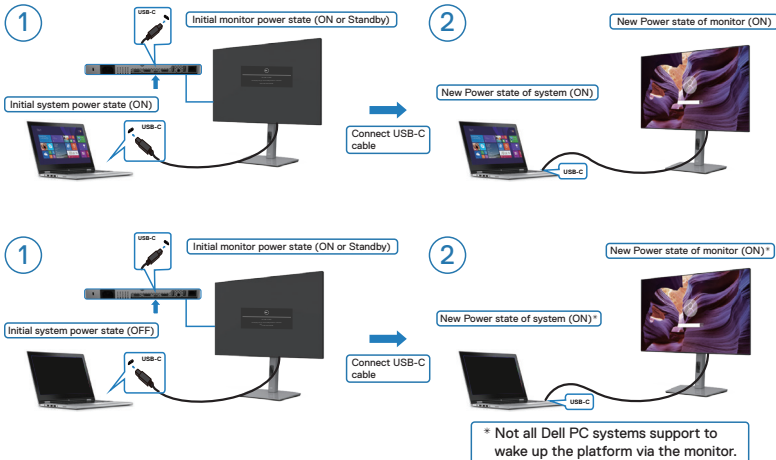 1
USB-C
Initial monitor power state (ON or Standby)
Initial system power state (ON)
USB-C
Connect USB-C
cable
2
New Power state of monitor (ON)
New Power state of system (ON)
USB-C
1
USB-C
Initial monitor power state (ON or Standby)
Initial system power state (OFF)
USB-C
Connect USB-C
cable
2
New Power state of monitor (ON)*
New Power state of system (ON)*
USB-C
* Not all Dell PC systems support to
wake up the platform via the monitor.